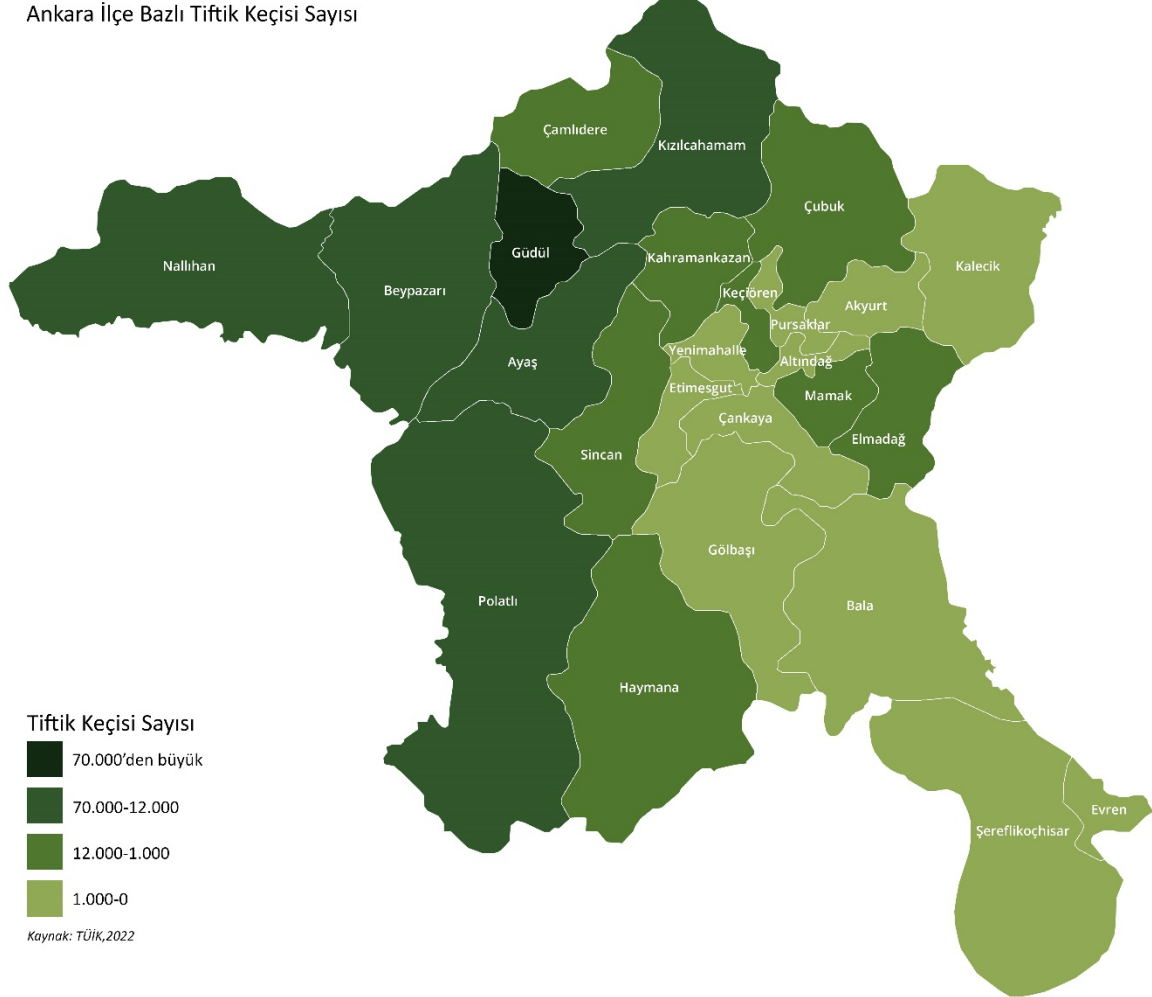 Ankara İlçe Bazlı Tiftik Keçisi Sayısı
Çamlıdere
Kızılcahamam
Çubuk
Güdül
Kahramankazan
Kalecik
Nallıhan
Beypazarı
Keçiören
Akyurt
Pursaklar
Ayaş
Yenimahalle
Altındağ
Etimesgut
Mamak
Çankaya
Elmadağ
Sincan
Gölbaşı
Polatlı
Bala
Haymana
Evren
Şereflikoçhisar
Tiftik Keçisi Sayısı
70.000’den büyük
70.000-12.000
12.000-1.000
1.000-0
Kaynak: TÜİK,2022